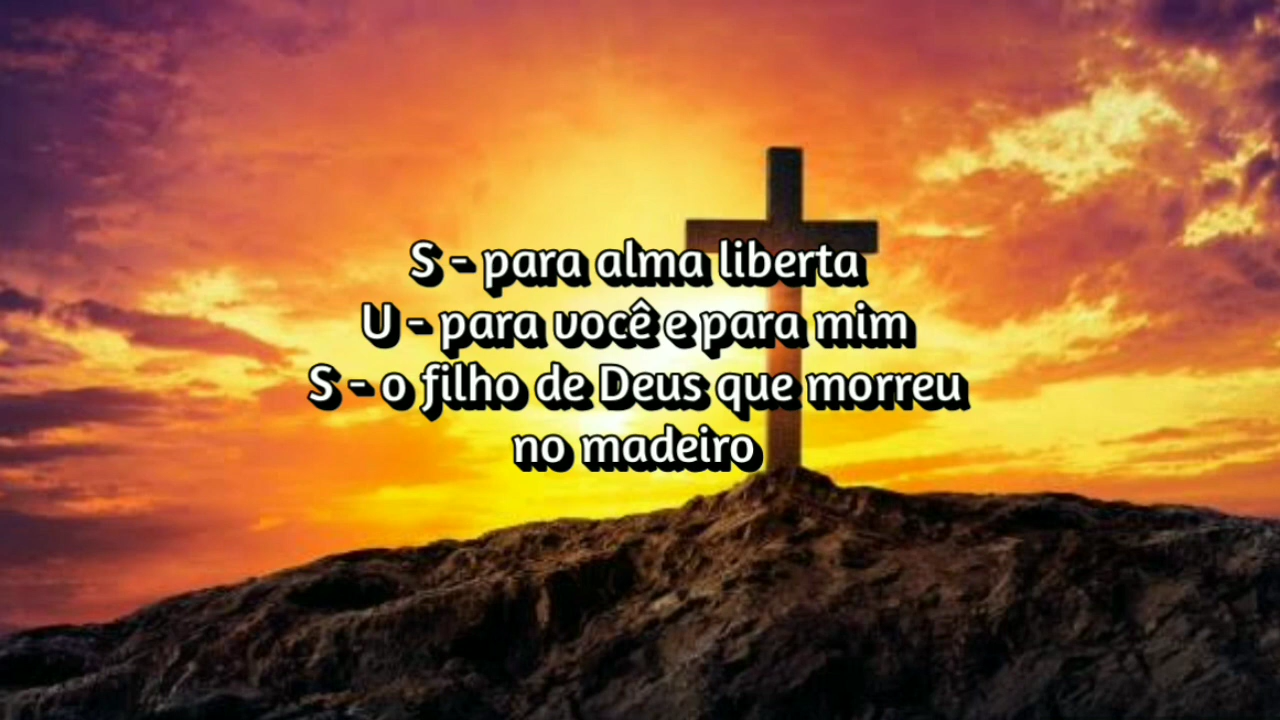 S - para alma liberta
U - para você e para mim
S - o filho de Deus que morreu
no madeiro